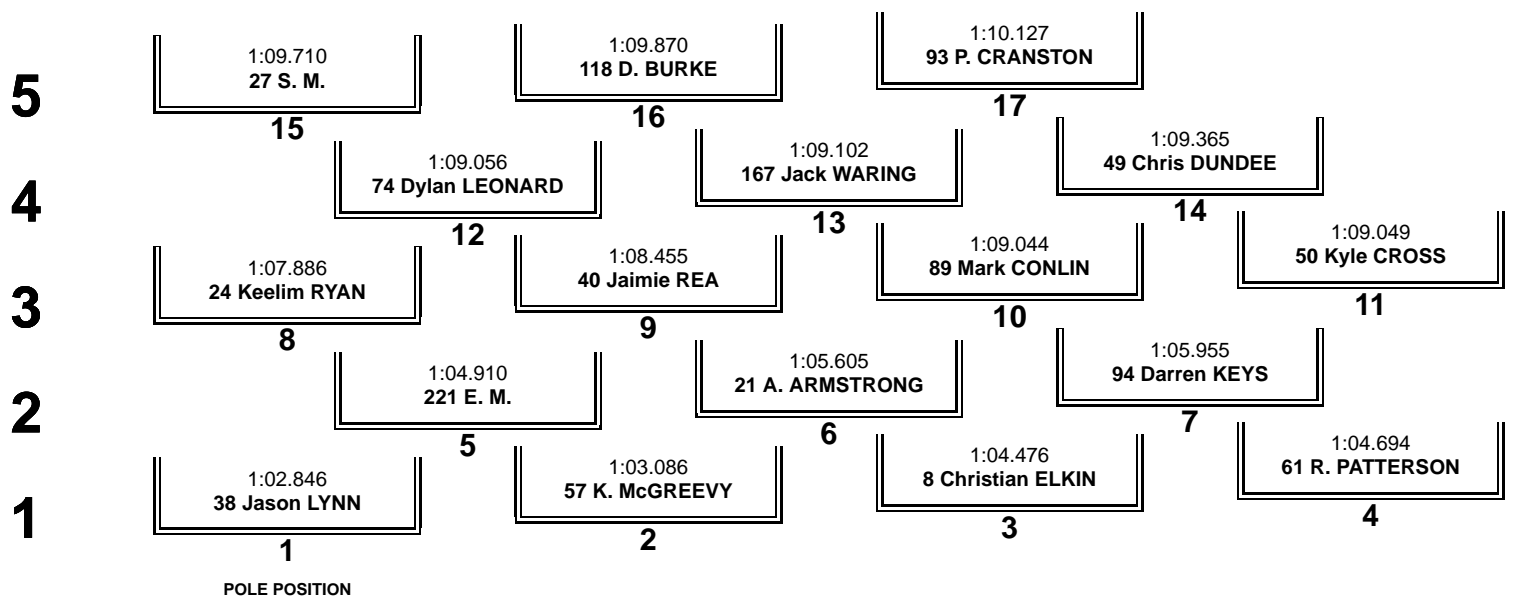 5
1:09.710
27 S. M.
15
1:09.870
118 D. BURKE
16
1:10.127
93 P. CRANSTON
17
4
1:09.056
74 Dylan LEONARD
12
1:09.102
167 Jack WARING
13
1:09.365
49 Chris DUNDEE
14
3
1:07.886
24 Keelim RYAN
8
1:08.455
40 Jaimie REA
9
1:09.044
89 Mark CONLIN
10
1:09.049
50 Kyle CROSS
11
2
1:04.910
221 E. M.
5
1:05.605
21 A. ARMSTRONG
6
1:05.955
94 Darren KEYS
7
1
1:02.846
38 Jason LYNN
1
1:03.086
57 K. McGREEVY
2
1:04.476
8 Christian ELKIN
3
1:04.694
61 R. PATTERSON
4
POLE POSITION